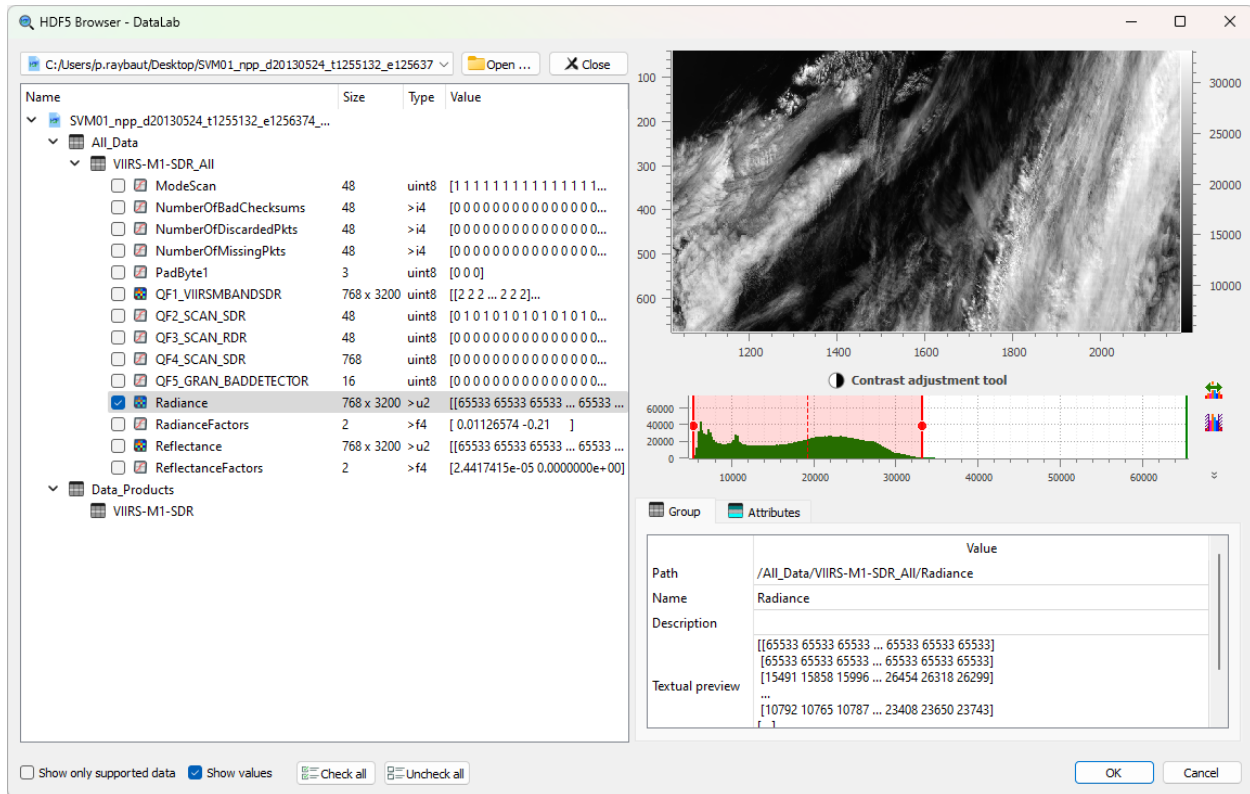 HDF5 Browser - DataLab
C:/Users/p.raybaut/Desktop/SVM01_npp_d20130524_t1255132_e125637 Open ... Close
Name Size Type Value
SVM01_npp_d20130524_t1255132_e1256374_...
All_Data
VIIRS-M1-SDR_All
ModeScan 48 uint8 [1 1 1 1 1 1 1 1 1 1 1 1 1 1 1...
NumberOfBadChecksums 48 >i4 [0 0 0 0 0 0 0 0 0 0 0 0 0 0 0...
NumberOfDiscardedPkts 48 >i4 [0 0 0 0 0 0 0 0 0 0 0 0 0 0 0...
NumberOfMissingPkts 48 >i4 [0 0 0 0 0 0 0 0 0 0 0 0 0 0 0...
PadByte1 3 uint8 [0 0 0]
QF1_VIIRSMBANDSDR 768 x 3200 uint8 [[2 2 2 ... 2 2 2]...
QF2_SCAN_SDR 48 uint8 [0 1 0 1 0 1 0 1 0 1 0 1 0 1 0...
QF3_SCAN_RDR 48 uint8 [0 0 0 0 0 0 0 0 0 0 0 0 0 0 0...
QF4_SCAN_SDR 768 uint8 [0 0 0 0 0 0 0 0 0 0 0 0 0 0 0...
QF5_GRAN_BADDETECTOR 16 uint8 [0 0 0 0 0 0 0 0 0 0 0 0 0 0 0...
Radiance 768 x 3200 >u2 [[65533 65533 65533 ... 65533 ...
RadianceFactors 2 >f4 [ 0.01126574 -0.21 ]
Reflectance 768 x 3200 >u2 [[65533 65533 65533 ... 65533 ...
ReflectanceFactors 2 >f4 [2.4417415e-05 0.0000000e+00]
Data_Products
VIIRS-M1-SDR
100
200
300
400
500
600
1200 1400 1600 1800 2000
30000
25000
20000
15000
10000
Contrast adjustment tool
60000
40000
20000
0
10000 20000 30000 40000 50000 60000
Group Attributes
Value
Path /All_Data/VIIRS-M1-SDR_All/Radiance
Name Radiance
Description
Textual preview
[[65533 65533 65533 ... 65533 65533 65533]
[65533 65533 65533 ... 65533 65533 65533]
[15491 15858 15996 ... 26454 26318 26299]
...
[10792 10765 10787 ... 23408 23650 23743]
Show only supported data Show values Check all Uncheck all OK Cancel